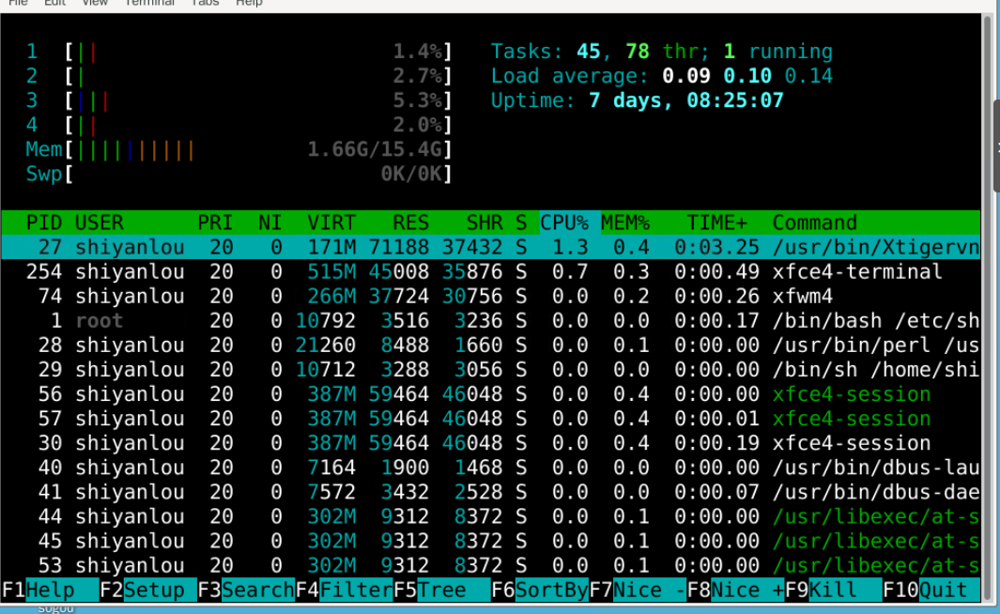 File Edit View Terminal Tabs Help
1 [|| 1.4%] Tasks: 45, 78 thr; 1 running
2 [| 2.7%] Load average: 0.09 0.10 0.14
3 [||| 5.3%] Uptime: 7 days, 08:25:07
4 [|| 2.0%]
Mem[|||||||||| 1.66G/15.4G]
Swp[ 0K/0K]
PID USER PRI NI VIRT RES SHR S CPU% MEM% TIME+ Command
27 shiyanlou 20 0 171M 71188 37432 S 1.3 0.4 0:03.25 /usr/bin/Xtigervn
254 shiyanlou 20 0 515M 45008 35876 S 0.7 0.3 0:00.49 xfce4-terminal
74 shiyanlou 20 0 266M 37724 30756 S 0.0 0.2 0:00.26 xfwm4
1 root 20 0 10792 3516 3236 S 0.0 0.0 0:00.17 /bin/bash /etc/sh
28 shiyanlou 20 0 21260 8488 1660 S 0.0 0.1 0:00.00 /usr/bin/perl /us
29 shiyanlou 20 0 10712 3288 3056 S 0.0 0.0 0:00.00 /bin/sh /home/shi
56 shiyanlou 20 0 387M 59464 46048 S 0.0 0.4 0:00.00 xfce4-session
57 shiyanlou 20 0 387M 59464 46048 S 0.0 0.4 0:00.01 xfce4-session
30 shiyanlou 20 0 387M 59464 46048 S 0.0 0.4 0:00.19 xfce4-session
40 shiyanlou 20 0 7164 1900 1468 S 0.0 0.0 0:00.00 /usr/bin/dbus-lau
41 shiyanlou 20 0 7572 3432 2528 S 0.0 0.0 0:00.07 /usr/bin/dbus-dae
44 shiyanlou 20 0 302M 9312 8372 S 0.0 0.1 0:00.00 /usr/libexec/at-s
45 shiyanlou 20 0 302M 9312 8372 S 0.0 0.1 0:00.00 /usr/libexec/at-s
53 shiyanlou 20 0 302M 9312 8372 S 0.0 0.1 0:00.00 /usr/libexec/at-s
F1Help F2Setup F3SearchF4FilterF5Tree F6SortByF7Nice -F8Nice +F9Kill F10Quit
sogou